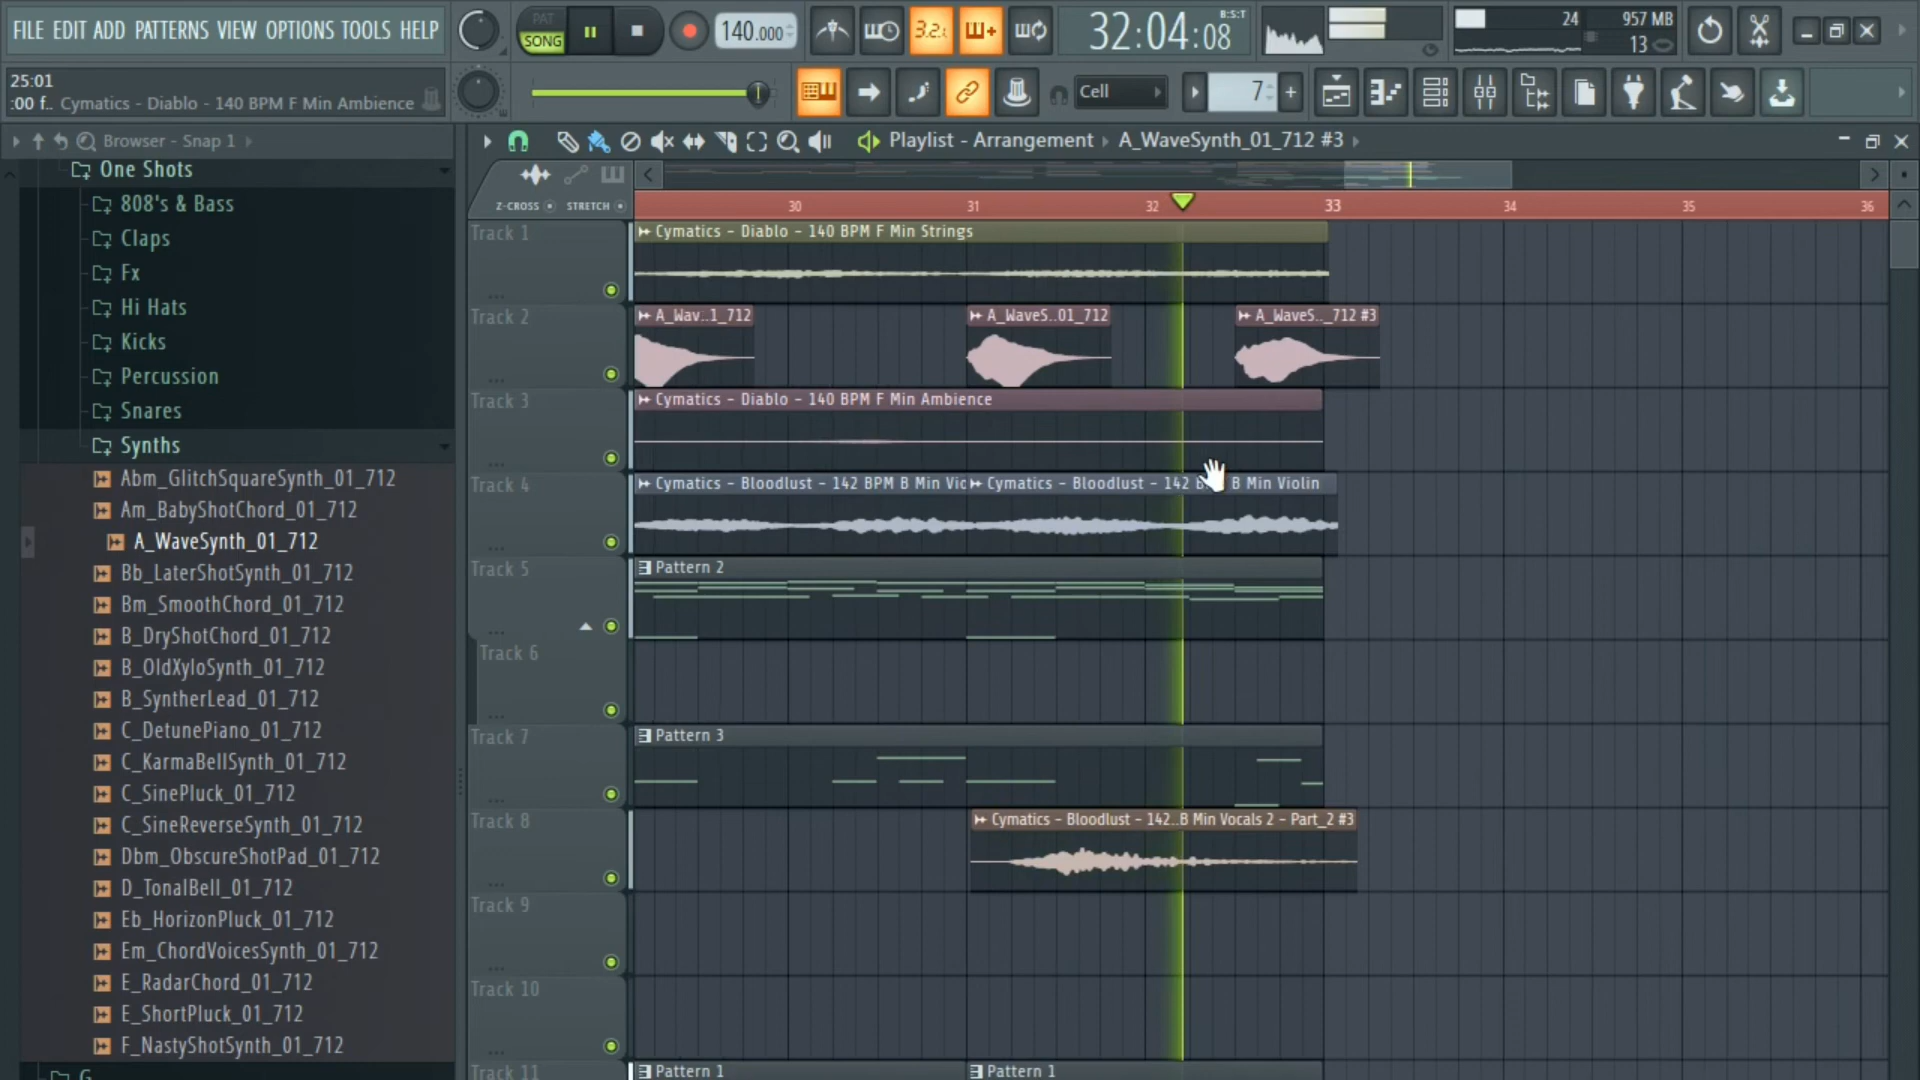 FILE EDIT ADD PATTERNS VIEW OPTIONS TOOLS HELP
PAT
SONG
140.000
3.2.
32:04:08
B:S:T
24
957 MB
13
25:01
:00 f.. Cymatics - Diablo - 140 BPM F Min Ambience
Cell
7
Browser - Snap 1
Playlist - Arrangement
A_WaveSynth_01_712 #3
Z-CROSS
STRETCH
30
31
32
33
34
35
36
One Shots
808's & Bass
Claps
Fx
Hi Hats
Kicks
Percussion
Snares
Synths
Abm_GlitchSquareSynth_01_712
Am_BabyShotChord_01_712
A_WaveSynth_01_712
Bb_LaterShotSynth_01_712
Bm_SmoothChord_01_712
B_DryShotChord_01_712
B_OldXyloSynth_01_712
B_SyntherLead_01_712
C_DetunePiano_01_712
C_KarmaBellSynth_01_712
C_SinePluck_01_712
C_SineReverseSynth_01_712
Dbm_ObscureShotPad_01_712
D_TonalBell_01_712
Eb_HorizonPluck_01_712
Em_ChordVoicesSynth_01_712
E_RadarChord_01_712
E_ShortPluck_01_712
F_NastyShotSynth_01_712
Track 1
Cymatics - Diablo - 140 BPM F Min Strings
Track 2
A_Wav..1_712
A_WaveS..01_712
A_WaveS.._712 #3
Track 3
Cymatics - Diablo - 140 BPM F Min Ambience
Track 4
Cymatics - Bloodlust - 142 BPM B Min Vio
Cymatics - Bloodlust - 142 B B Min Violin
Track 5
Pattern 2
Track 6
Track 7
Pattern 3
Track 8
Cymatics - Bloodlust - 142..B Min Vocals 2 - Part_2 #3
Track 9
Track 10
Track 11
Pattern 1
Pattern 1